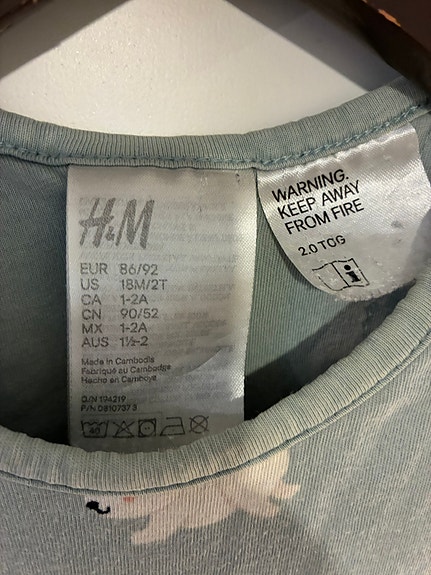 H&M
EUR 86/92
US 18M/2T
CA 1-2A
CN 90/52
MX 1-2A
AUS 1½-2
Made in Cambodia
Fabriqué au Cambodge
Hecho en Camboya
O/N 194219
P/N 0810737 3
40
WARNING.
KEEP AWAY
FROM FIRE
2.0 TOG
i